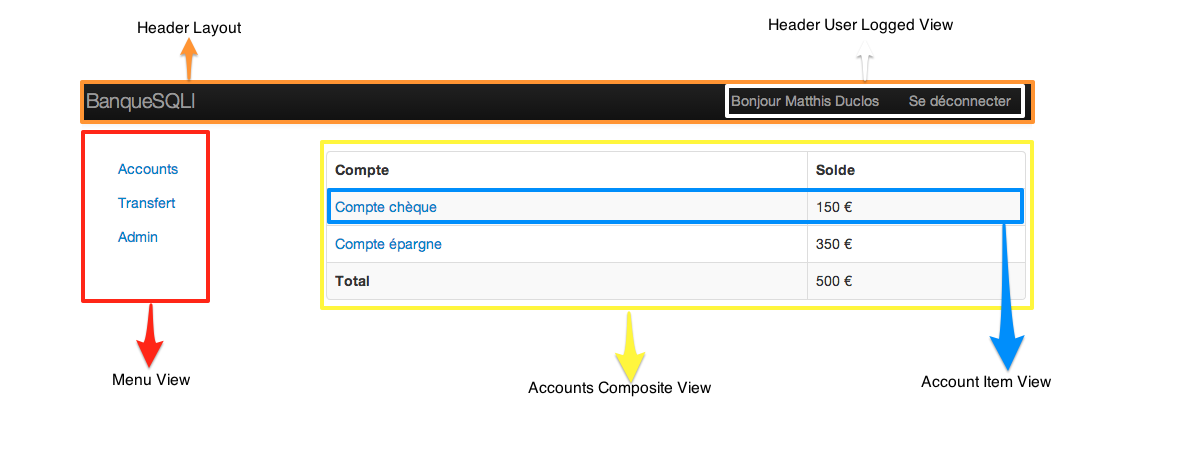 Header Layout
Header User Logged View
BanqueSQLI
Bonjour Matthis Duclos
Se déconnecter
Accounts
Transfert
Admin
Compte
Solde
Compte chèque
150 €
Compte épargne
350 €
Total
500 €
Menu View
Accounts Composite View
Account Item View